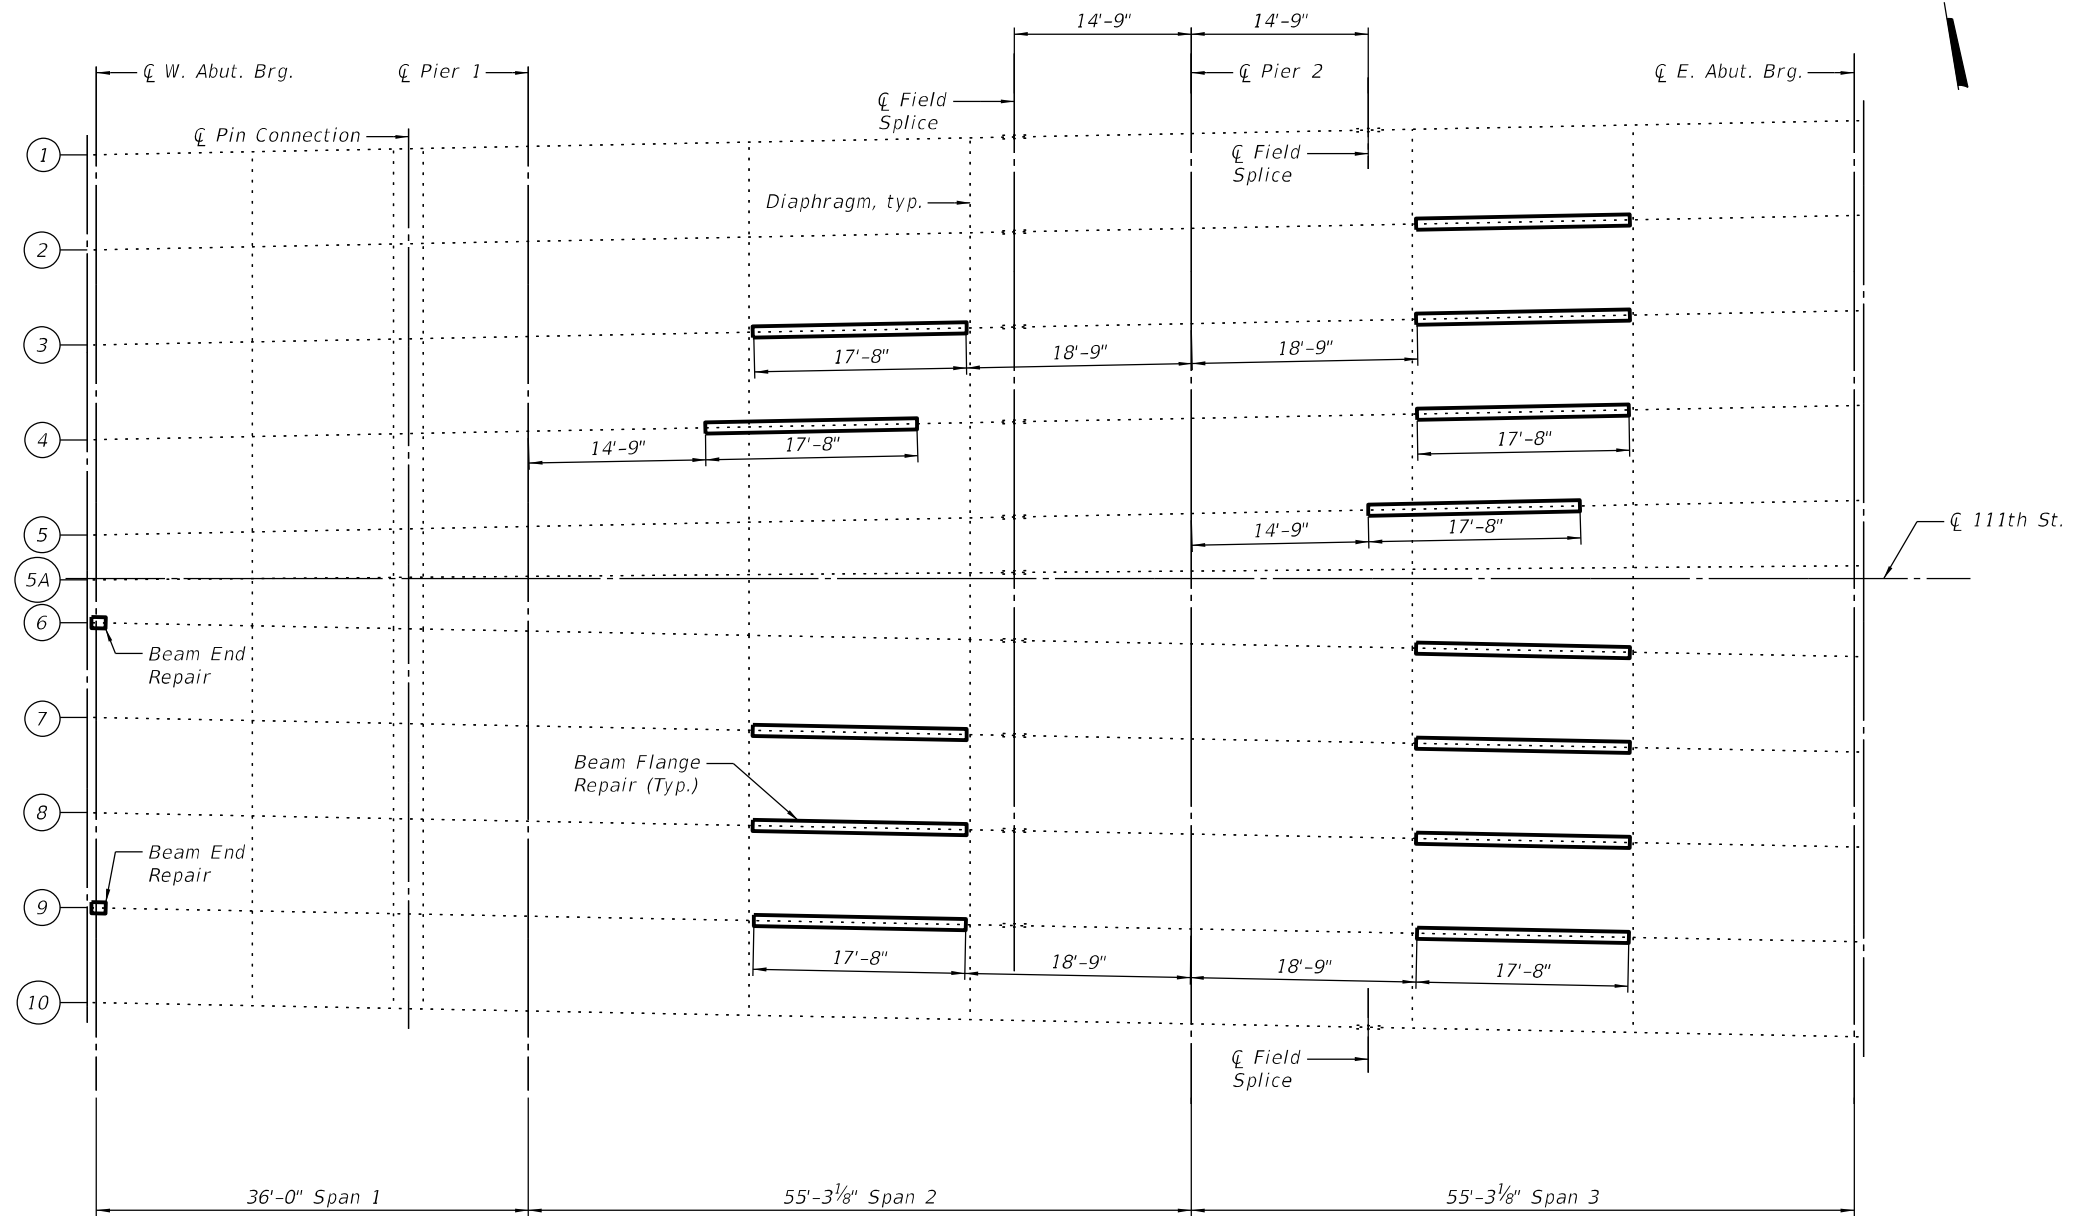 14'-9" 14'-9"
℄ W. Abut. Brg. ℄ Pier 1 ℄ Pier 2 ℄ E. Abut. Brg.
℄ Field
Splice
℄ Pin Connection
1
℄ Field
Splice
Diaphragm, typ.
2
3
17'-8" 18'-9" 18'-9"
4
14'-9" 17'-8" 17'-8"
5
14'-9" 17'-8"
℄ 111th St.
5A
6
Beam End
Repair
7
Beam Flange
Repair (Typ.)
8
Beam End
Repair
9
17'-8" 18'-9" 18'-9" 17'-8"
10
℄ Field
Splice
36'-0" Span 1 55'-3⅛" Span 2 55'-3⅛" Span 3